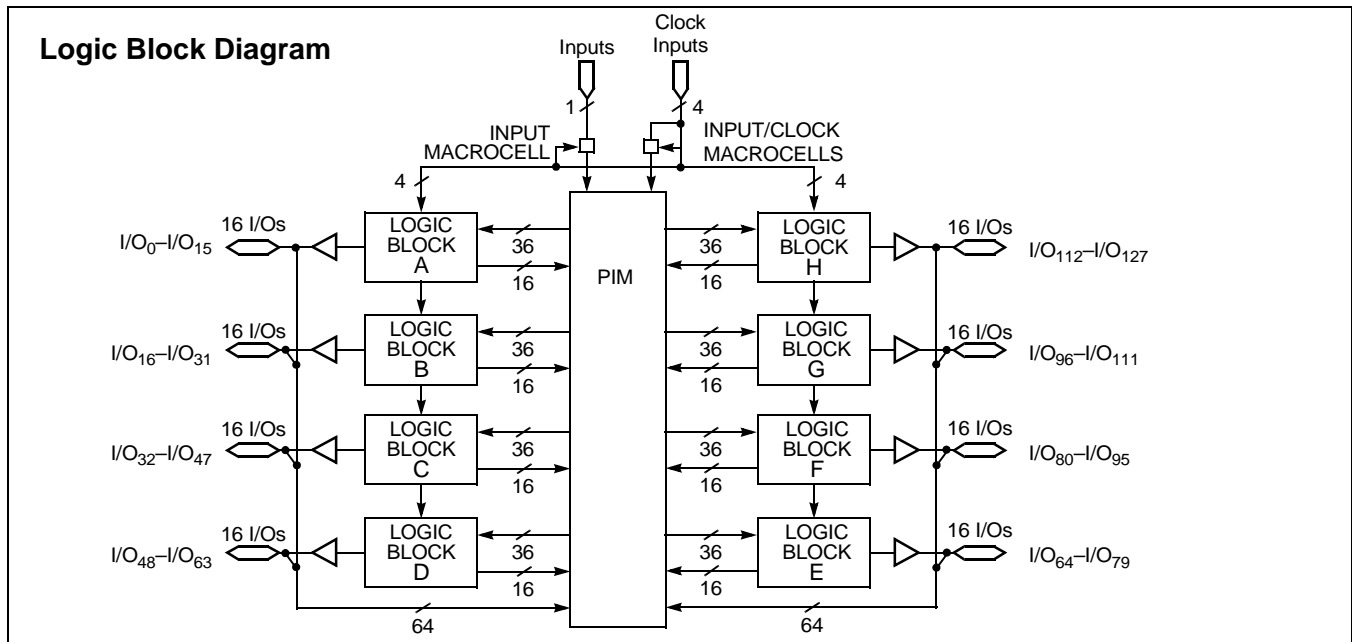 Logic Block Diagram
Inputs
Clock
Inputs
1
4
INPUT
MACROCELL
INPUT/CLOCK
MACROCELLS
4
4
PIM
I/O₀–I/O₁₅
16 I/Os
LOGIC
BLOCK
A
36
16
36
16
LOGIC
BLOCK
H
16 I/Os
I/O₁₁₂–I/O₁₂₇
I/O₁₆–I/O₃₁
16 I/Os
LOGIC
BLOCK
B
36
16
36
16
LOGIC
BLOCK
G
16 I/Os
I/O₉₆–I/O₁₁₁
I/O₃₂–I/O₄₇
16 I/Os
LOGIC
BLOCK
C
36
16
36
16
LOGIC
BLOCK
F
16 I/Os
I/O₈₀–I/O₉₅
I/O₄₈–I/O₆₃
16 I/Os
LOGIC
BLOCK
D
36
16
36
16
LOGIC
BLOCK
E
16 I/Os
I/O₆₄–I/O₇₉
64
64